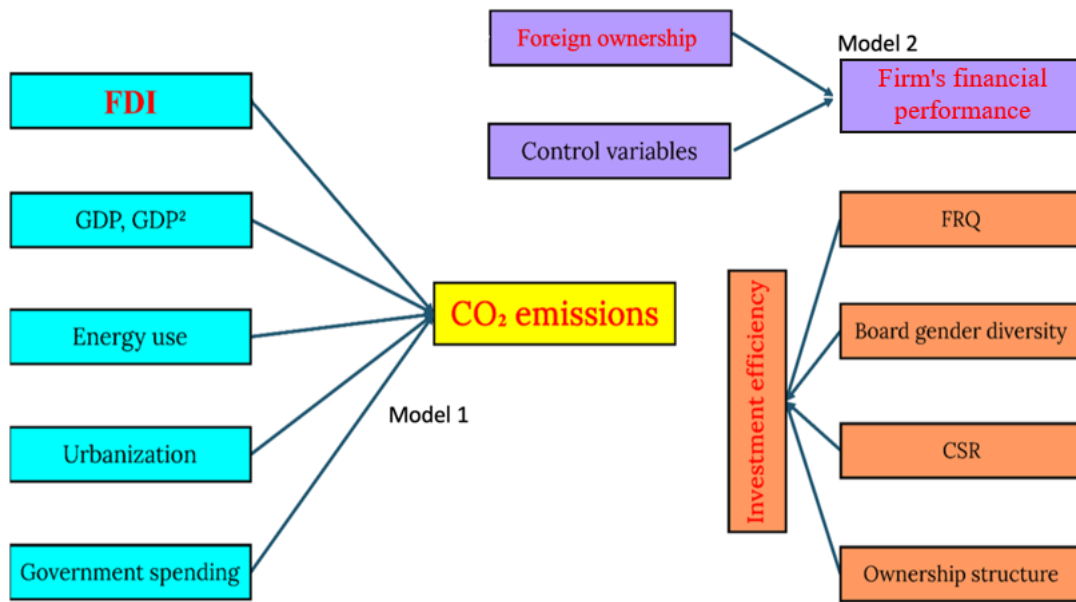 FDI
GDP, GDP²
Energy use
Urbanization
Government spending
CO₂ emissions
Model 1
Foreign ownership
Control variables
Model 2
Firm's financial
performance
Investment efficiency
FRQ
Board gender diversity
CSR
Ownership structure